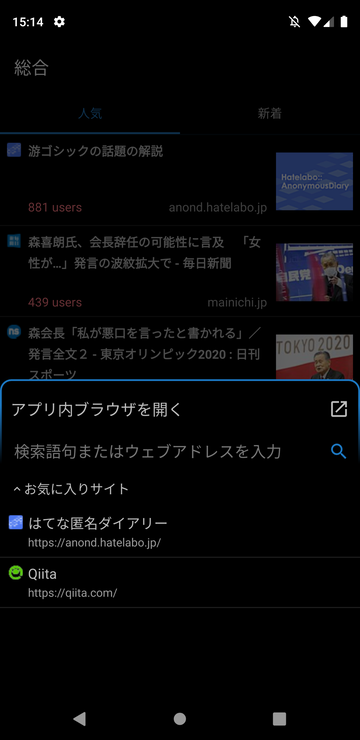 15:14
総合
人気
新着
游ゴシックの話題の解説
881 users
anond.hatelabo.jp
Hatelabo::
AnonymousDiary
森喜朗氏、会長辞任の可能性に言及　「女
性が…」発言の波紋拡大で - 毎日新聞
439 users
mainichi.jp
森会長「私が悪口を言ったと書かれる」／
発言全文２ - 東京オリンピック2020 : 日刊
スポーツ
TOKYO 2020
アプリ内ブラウザを開く
検索語句またはウェブアドレスを入力
お気に入りサイト
はてな匿名ダイアリー
https://anond.hatelabo.jp/
Qiita
https://qiita.com/